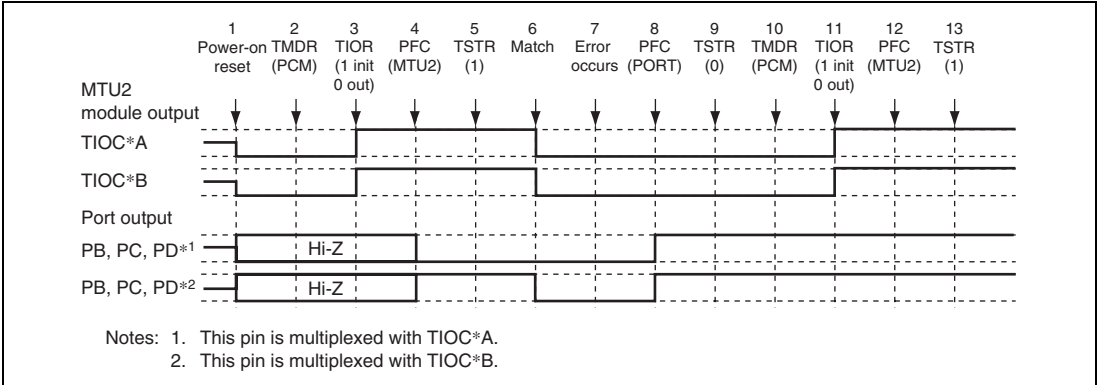 1 2 3 4 5 6 7 8 9 10 11 12 13
Power-on TMDR TIOR PFC TSTR Match Error PFC TSTR TMDR TIOR PFC TSTR
reset (PCM) (1 init (MTU2) (1) occurs (PORT) (0) (PCM) (1 init (MTU2) (1)
0 out) 0 out)
MTU2
module output
TIOC*A
TIOC*B
Port output
PB, PC, PD*1 Hi-Z
PB, PC, PD*2 Hi-Z
Notes: 1. This pin is multiplexed with TIOC*A.
2. This pin is multiplexed with TIOC*B.